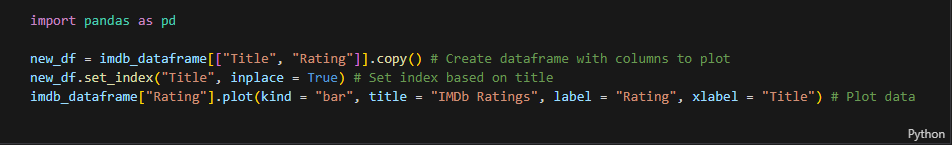 import pandas as pd
new_df = imdb_dataframe[["Title", "Rating"]].copy() # Create dataframe with columns to plot
new_df.set_index("Title", inplace = True) # Set index based on title
imdb_dataframe["Rating"].plot(kind = "bar", title = "IMDb Ratings", label = "Rating", xlabel = "Title") # Plot data
Python